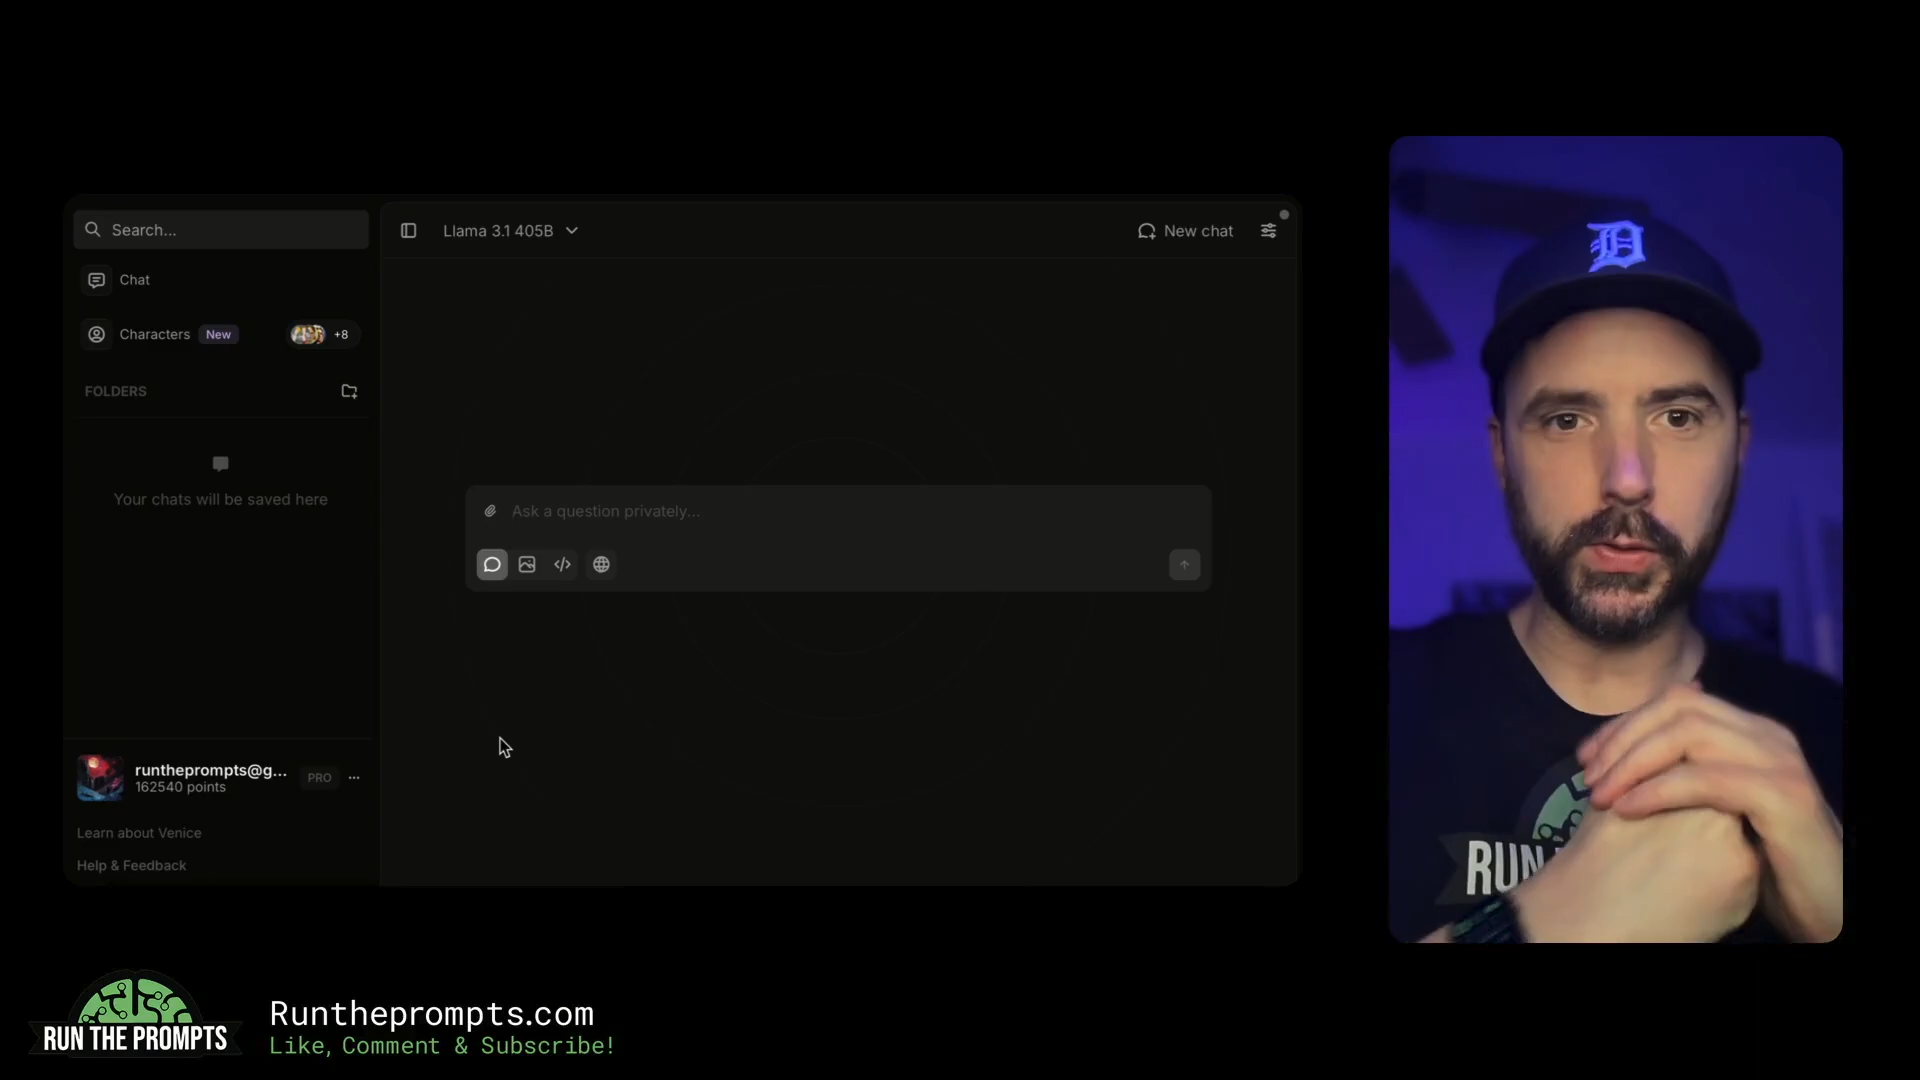 Search...
Llama 3.1 405B
New chat
Chat
Characters
New
+8
FOLDERS
Your chats will be saved here
Ask a question privately...
runtheprompts@g...
PRO
162540 points
Learn about Venice
Help & Feedback
D
RUN
RUN THE PROMPTS
Runtheprompts.com
Like, Comment & Subscribe!